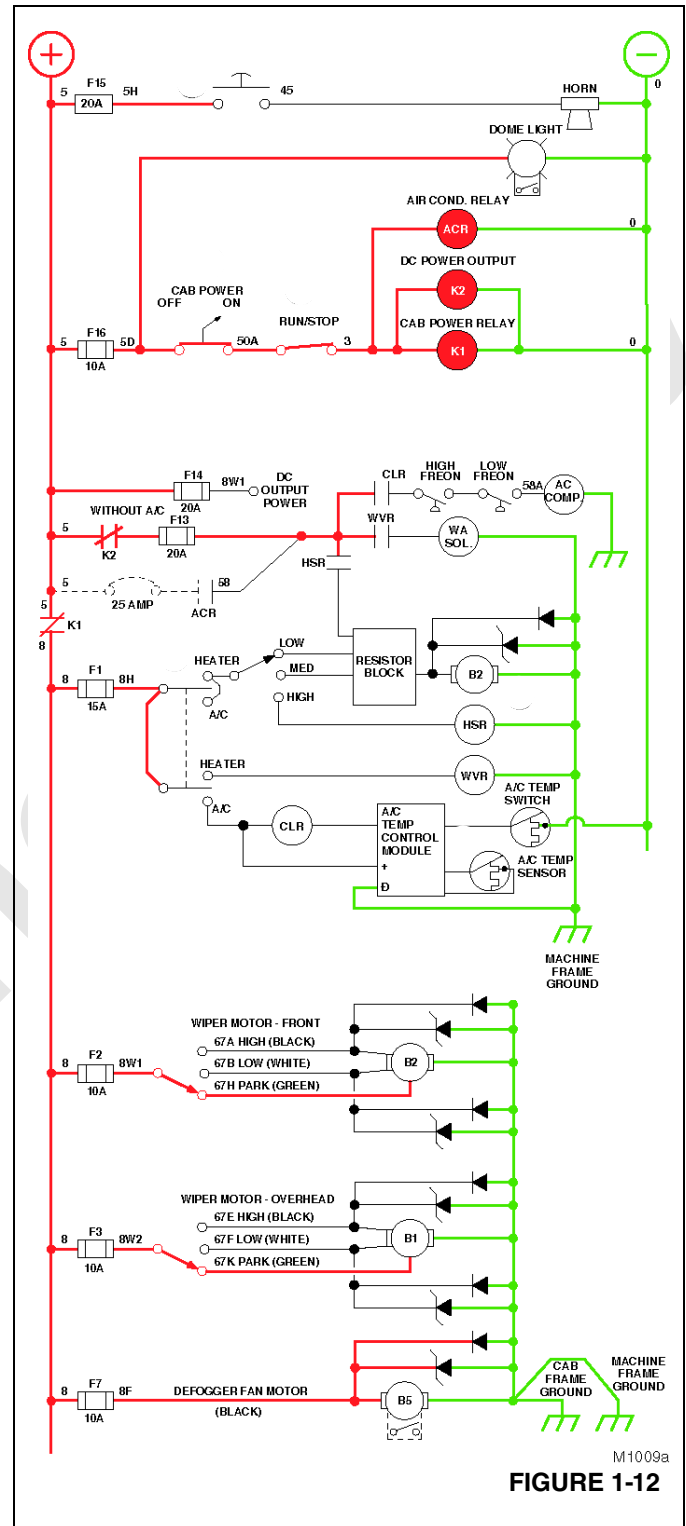 +
−
5
F15
20A
5H
45
HORN
0
DOME LIGHT
AIR COND. RELAY
ACR
0
DC POWER OUTPUT
K2
CAB POWER RELAY
K1
0
CAB POWER
OFF ON
RUN/STOP
5
F16
10A
5D
50A
3
F14
20A
8W1
DC
OUTPUT
POWER
CLR
HIGH
FREON
LOW
FREON
58A
AC
COMP.
WITHOUT A/C
5
K2
F13
20A
WVR
WA
SOL.
HSR
5
25 AMP
ACR
58
5
K1
8
8
F1
15A
8H
HEATER
A/C
LOW
MED
HIGH
RESISTOR
BLOCK
B2
HSR
HEATER
WVR
A/C
CLR
A/C
TEMP
CONTROL
MODULE
+
Đ
A/C TEMP
SWITCH
A/C TEMP
SENSOR
MACHINE
FRAME
GROUND
WIPER MOTOR - FRONT
67A HIGH (BLACK)
67B LOW (WHITE)
67H PARK (GREEN)
8
F2
10A
8W1
B2
WIPER MOTOR - OVERHEAD
67E HIGH (BLACK)
67F LOW (WHITE)
67K PARK (GREEN)
8
F3
10A
8W2
B1
8
F7
10A
8F
DEFOGGER FAN MOTOR
(BLACK)
B5
CAB
FRAME
GROUND
MACHINE
FRAME
GROUND
M1009a
FIGURE 1-12